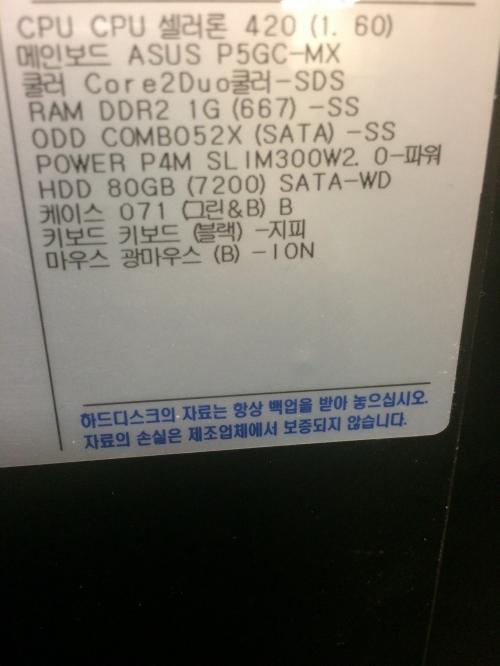 CPU CPU 셀러론 420 (1. 60)
메인보드 ASUS P5GC-MX
쿨러 Core2Duo쿨러-SDS
RAM DDR2 1G (667) -SS
ODD COMBO52X (SATA) -SS
POWER P4M SLIM300W2. 0-파워
HDD 80GB (7200) SATA-WD
케이스 071 (그린&B) B
키보드 키보드 (블랙) -지피
마우스 광마우스 (B) -ION
하드디스크의 자료는 항상 백업을 받아 놓으십시오.
자료의 손실은 제조업체에서 보증되지 않습니다.